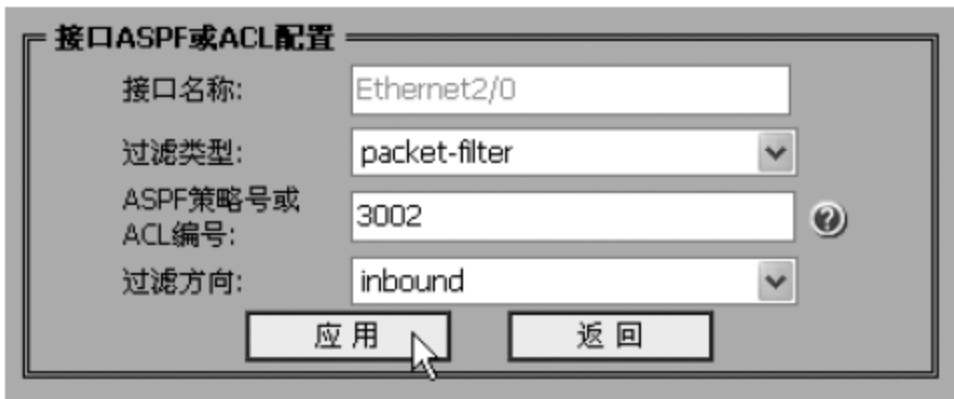 接口ASPF或ACL配置
接口名称: Ethernet2/0
过滤类型: packet-filter
ASPF策略号或
ACL编号: 3002
过滤方向: inbound
应用 返回